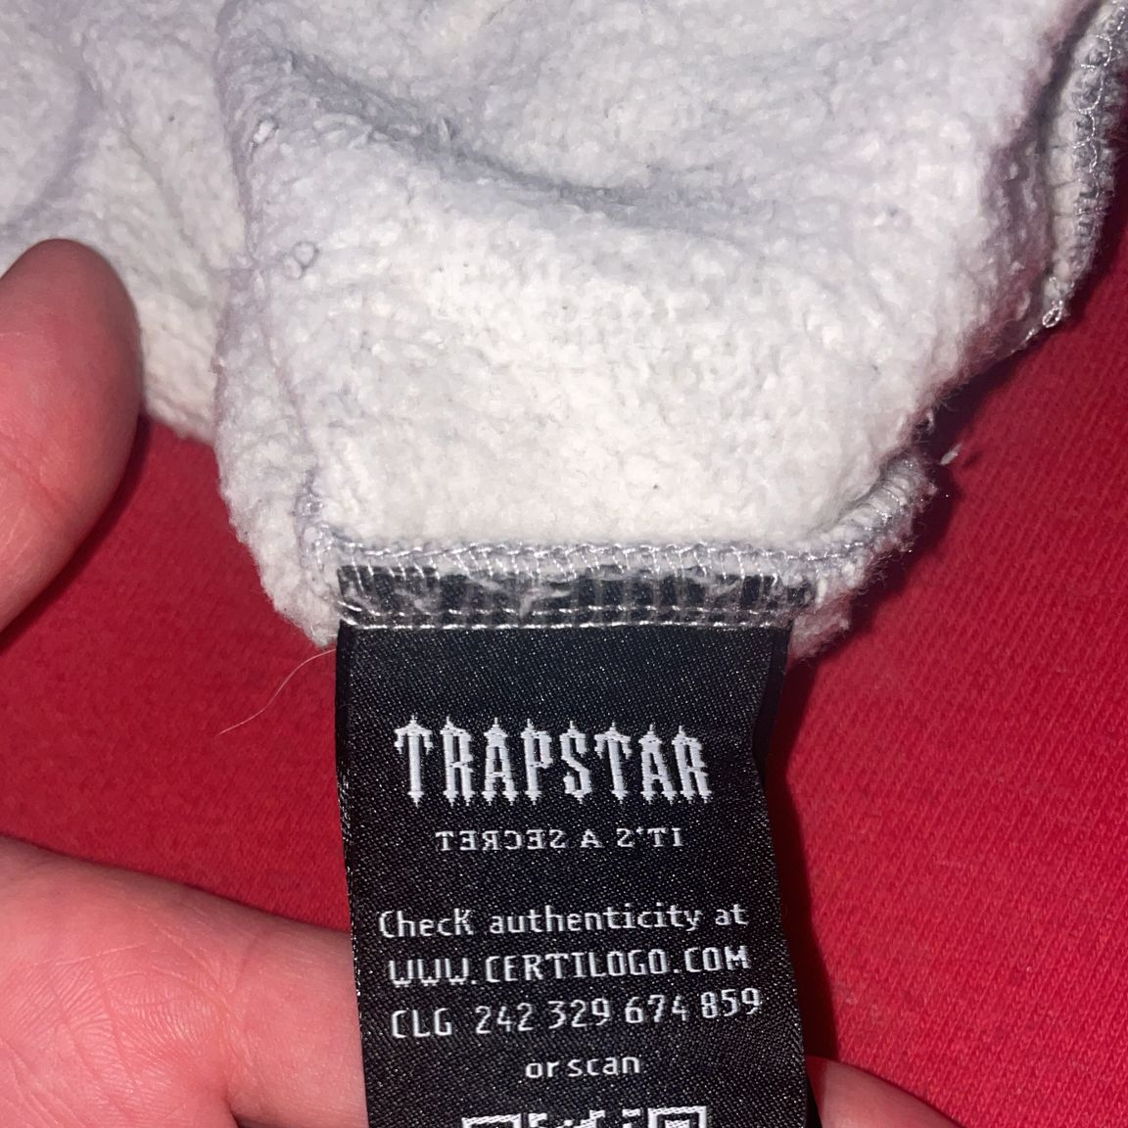 TRAPSTAR
IT'S A SECRET
Check authenticity at
WWW.CERTILOGO.COM
CLG 242 329 674 859
or scan